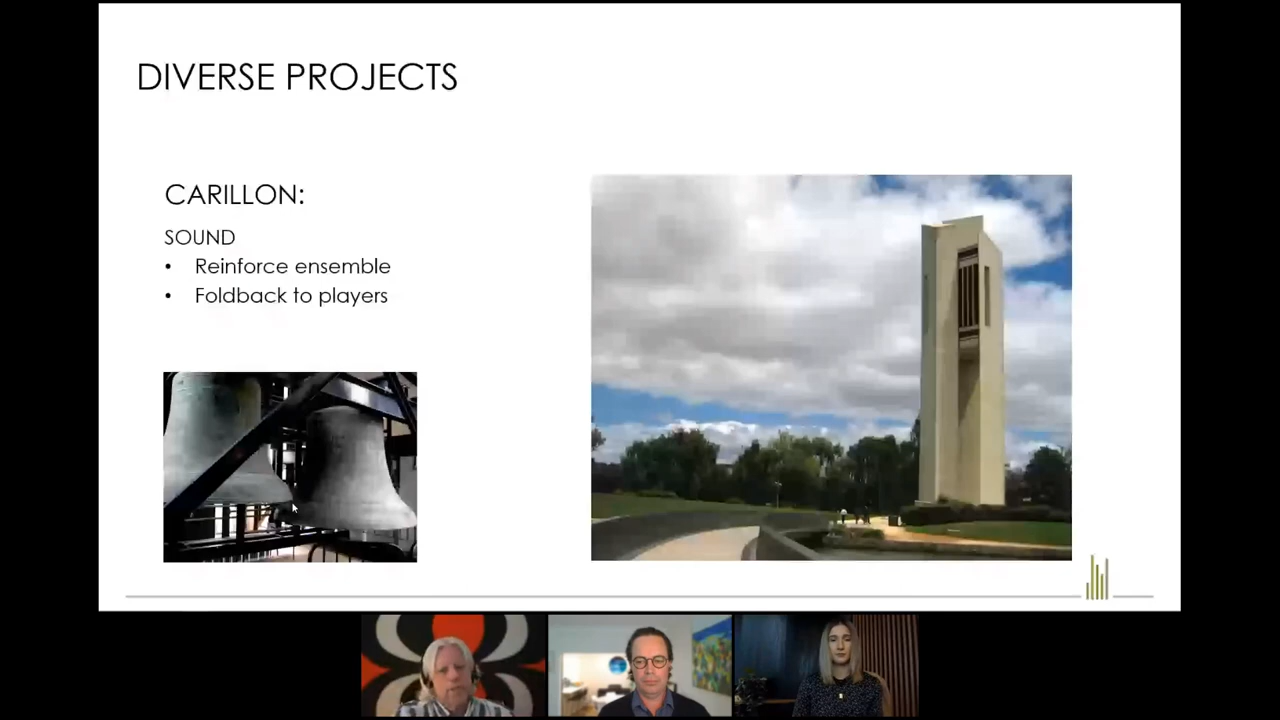 DIVERSE PROJECTS
CARILLON:
SOUND
• Reinforce ensemble
• Foldback to players